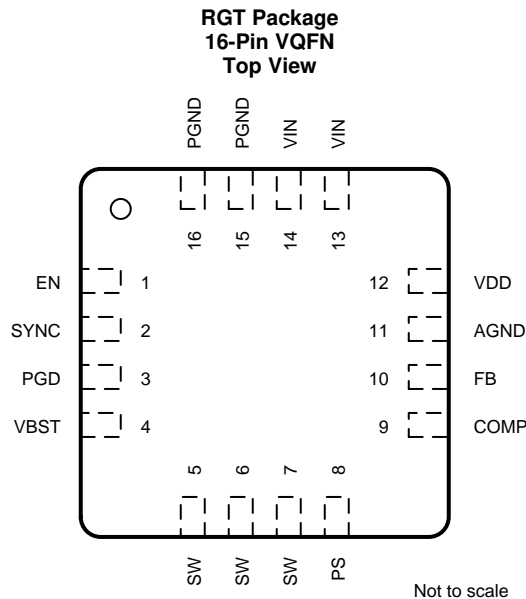 RGT Package
16-Pin VQFN
Top View
PGND PGND VIN VIN
16 15 14 13
EN 1 12 VDD
SYNC 2 11 AGND
PGD 3 10 FB
VBST 4 9 COMP
5 6 7 8
SW SW SW PS
Not to scale